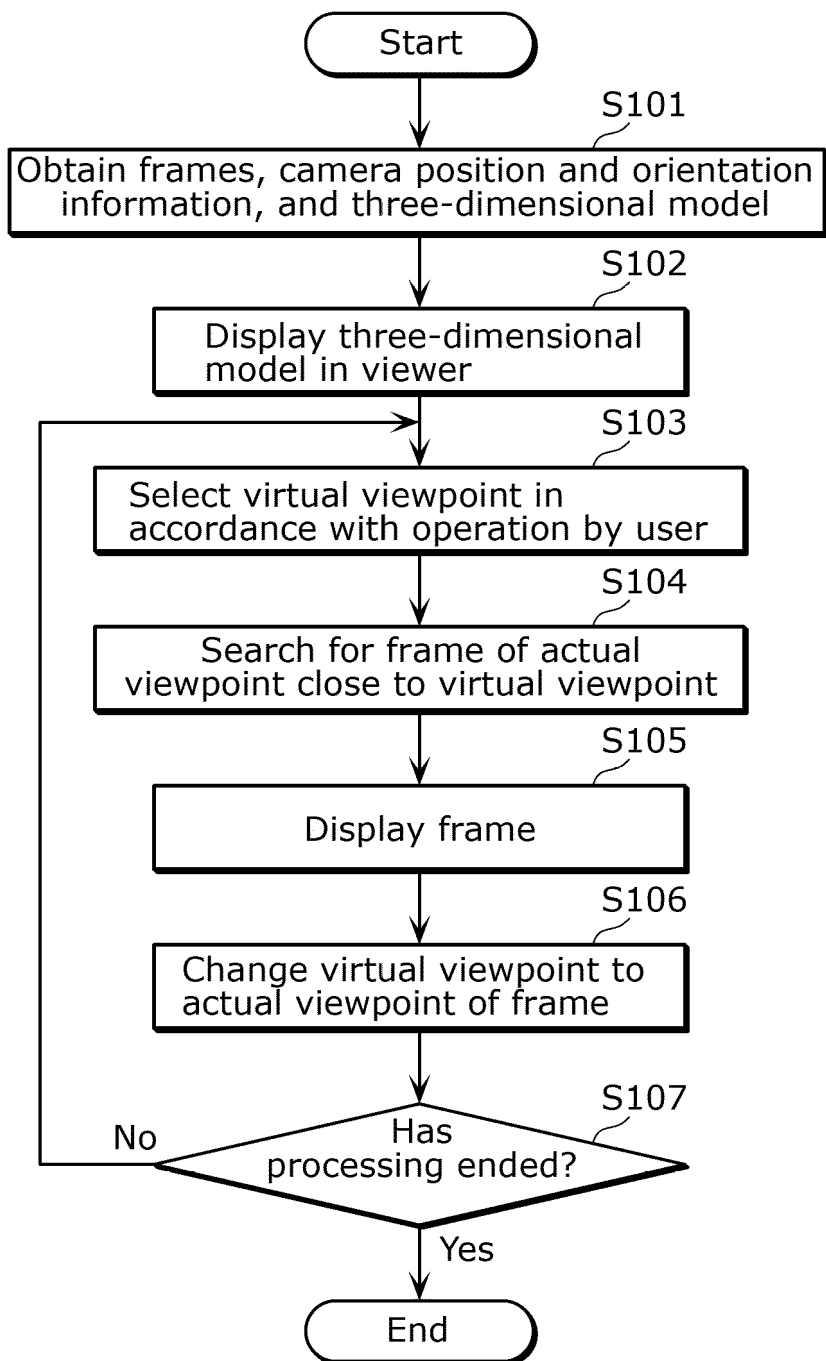 Start
S101
Obtain frames, camera position and orientation
information, and three-dimensional model
S102
Display three-dimensional
model in viewer
S103
Select virtual viewpoint in
accordance with operation by user
S104
Search for frame of actual
viewpoint close to virtual viewpoint
S105
Display frame
S106
Change virtual viewpoint to
actual viewpoint of frame
S107
Has
processing ended?
No
Yes
End